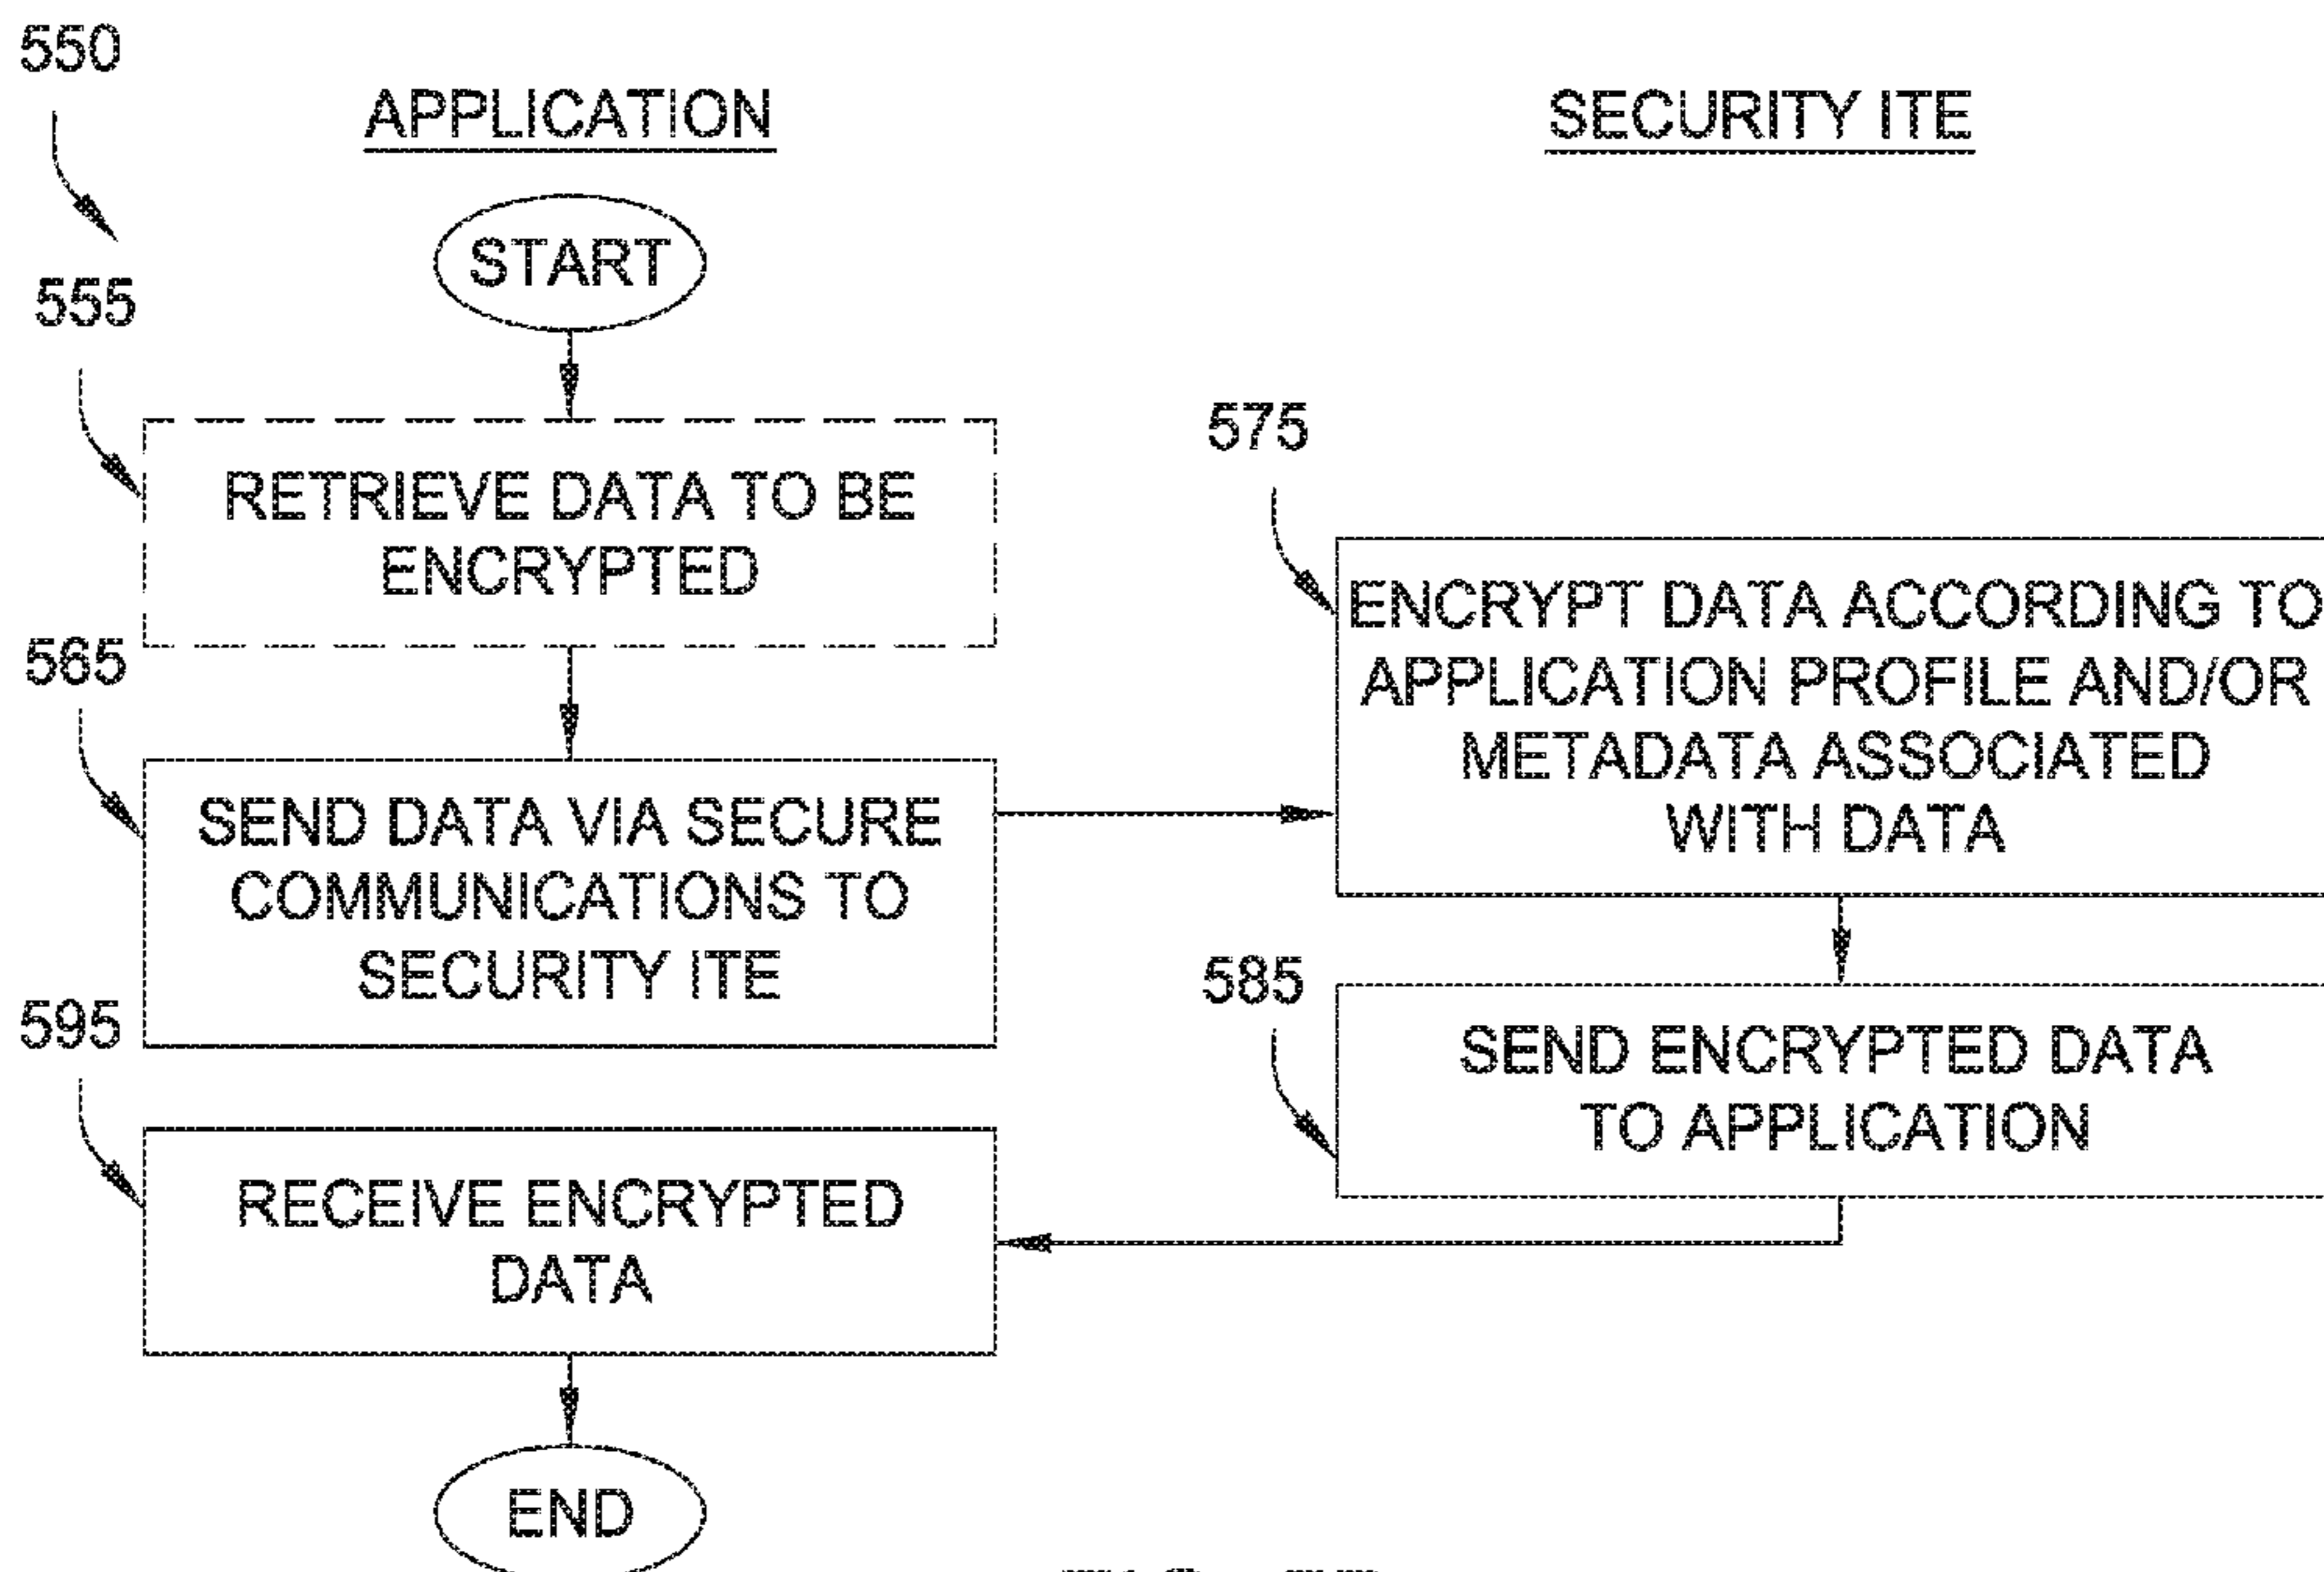 550
APPLICATION
SECURITY ITE
START
555
RETRIEVE DATA TO BE
ENCRYPTED
575
ENCRYPT DATA ACCORDING TO
APPLICATION PROFILE AND/OR
METADATA ASSOCIATED
WITH DATA
565
SEND DATA VIA SECURE
COMMUNICATIONS TO
SECURITY ITE
585
SEND ENCRYPTED DATA
TO APPLICATION
595
RECEIVE ENCRYPTED
DATA
END